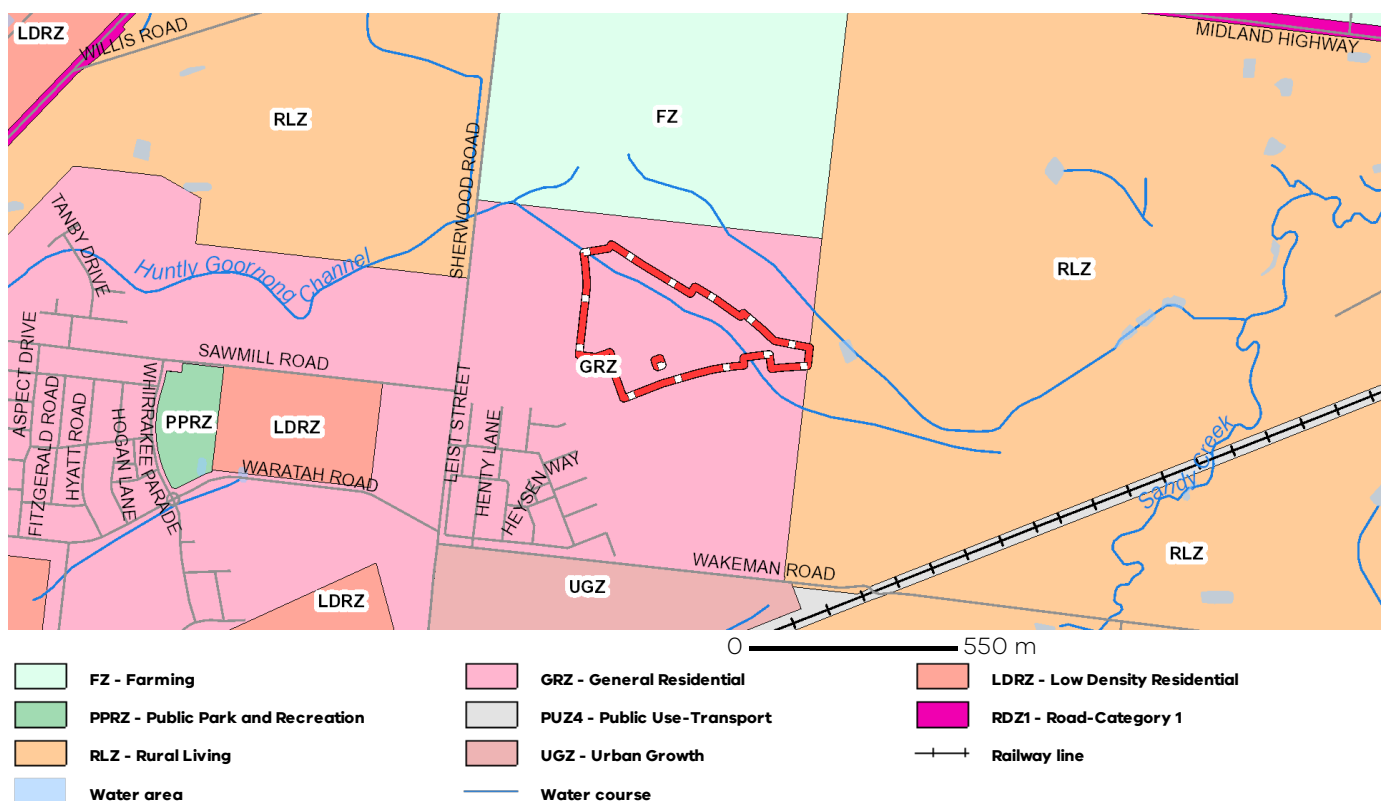 LDRZ
WILLIS ROAD
MIDLAND HIGHWAY
RLZ
FZ
SHERWOOD ROAD
TANBY DRIVE
Huntly Goornong Channel
RLZ
SAWMILL ROAD
GRZ
ASPECT DRIVE
FITZGERALD ROAD
HYATT ROAD
HOGAN LANE
WHIRRAKEE PARADE
PPRZ
LDRZ
WARATAH ROAD
LEIST STREET
HENTY LANE
HEYSEN WAY
Sandy Creek
RLZ
WAKEMAN ROAD
UGZ
LDRZ
0 550 m
FZ - Farming
GRZ - General Residential
LDRZ - Low Density Residential
PPRZ - Public Park and Recreation
PUZ4 - Public Use-Transport
RDZ1 - Road-Category 1
RLZ - Rural Living
UGZ - Urban Growth
Railway line
Water area
Water course